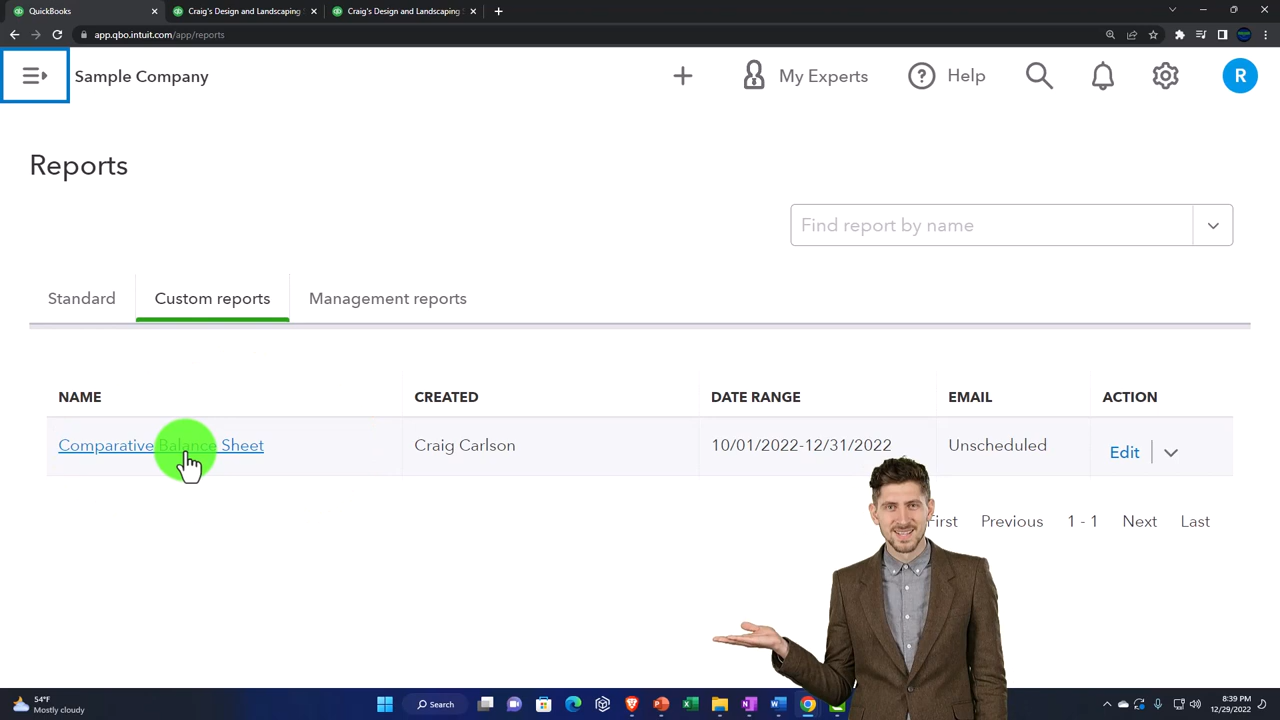 QuickBooks
Craig's Design and Landscaping S
Craig's Design and Landscaping S
app.qbo.intuit.com/app/reports
Sample Company
My Experts
Help
R
Reports
Find report by name
Standard
Custom reports
Management reports
NAME
CREATED
DATE RANGE
EMAIL
ACTION
Comparative Balance Sheet
Craig Carlson
10/01/2022-12/31/2022
Unscheduled
Edit
First
Previous
1 - 1
Next
Last
54°F
Mostly cloudy
Search
8:39 PM
12/29/2022